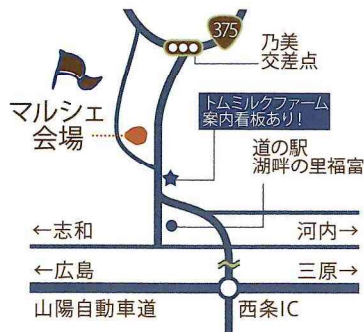 375
乃美
交差点
マルシェ
会場
トムミルクファーム
案内看板あり!
道の駅
湖畔の里福富
←志和
河内→
←広島
三原→
山陽自動車道
西条IC